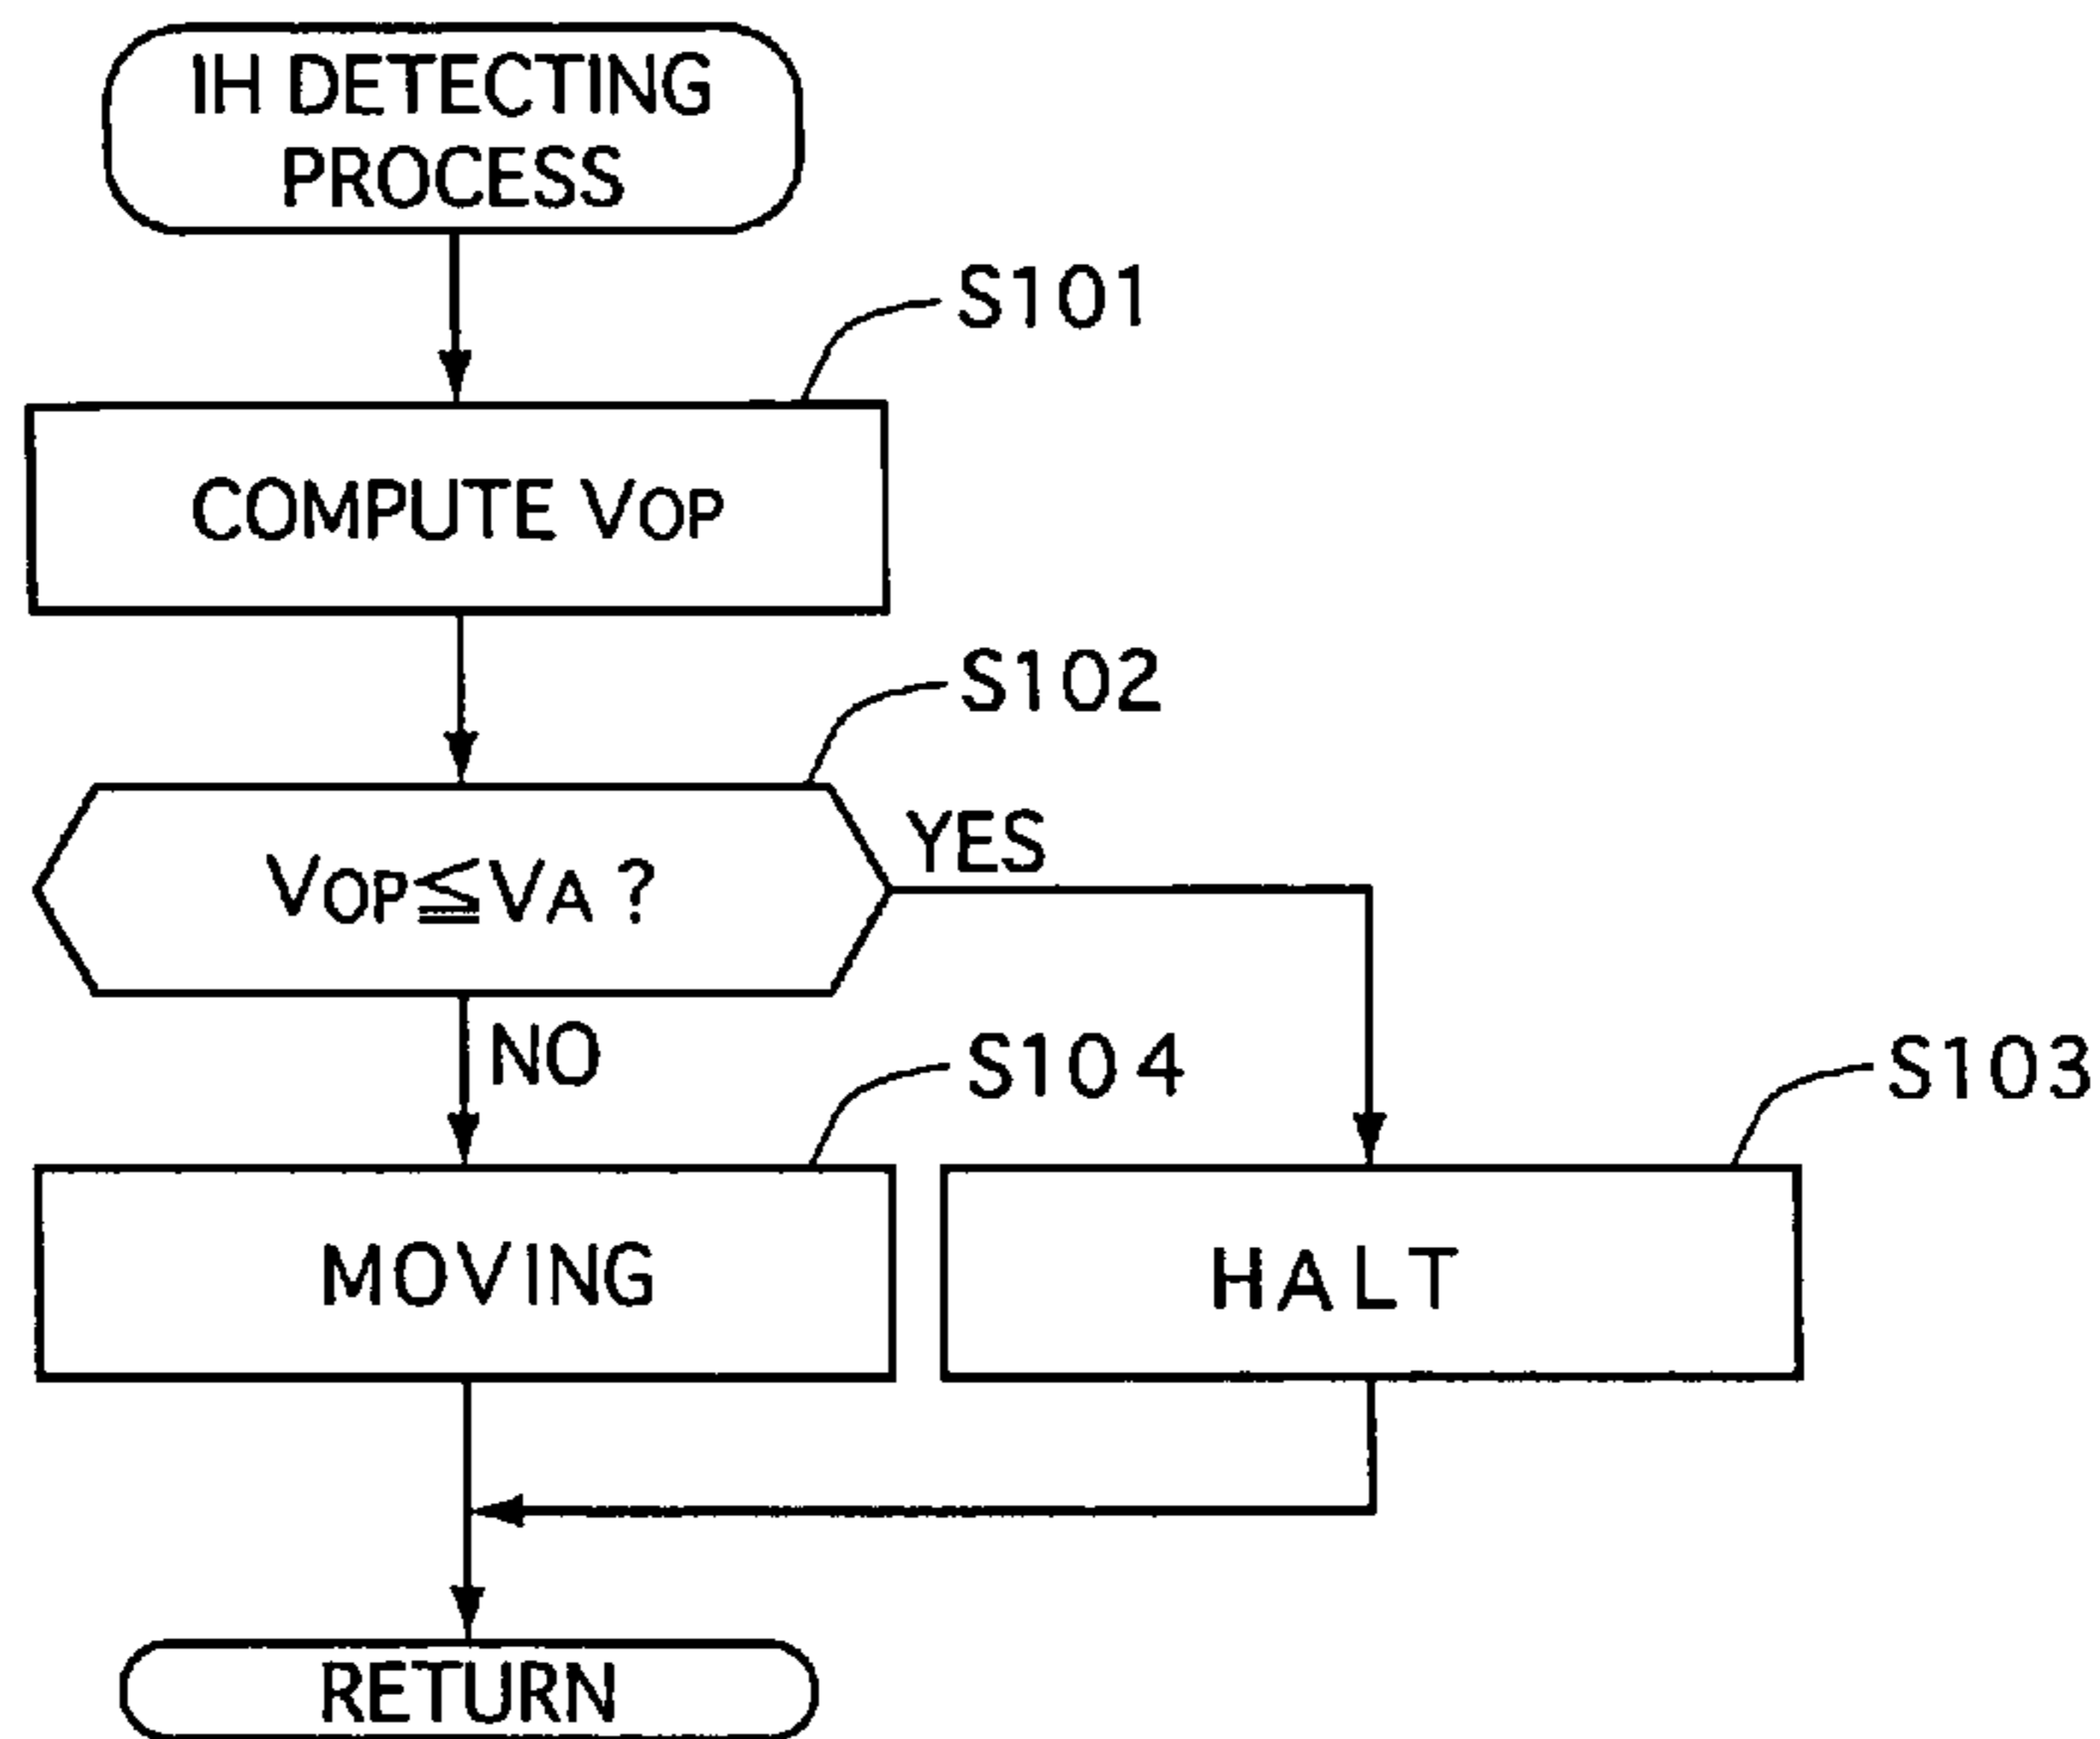 IH DETECTING
PROCESS
S101
COMPUTE VOP
S102
VOP≦VA ?
YES
NO
S104
S103
MOVING
HALT
RETURN